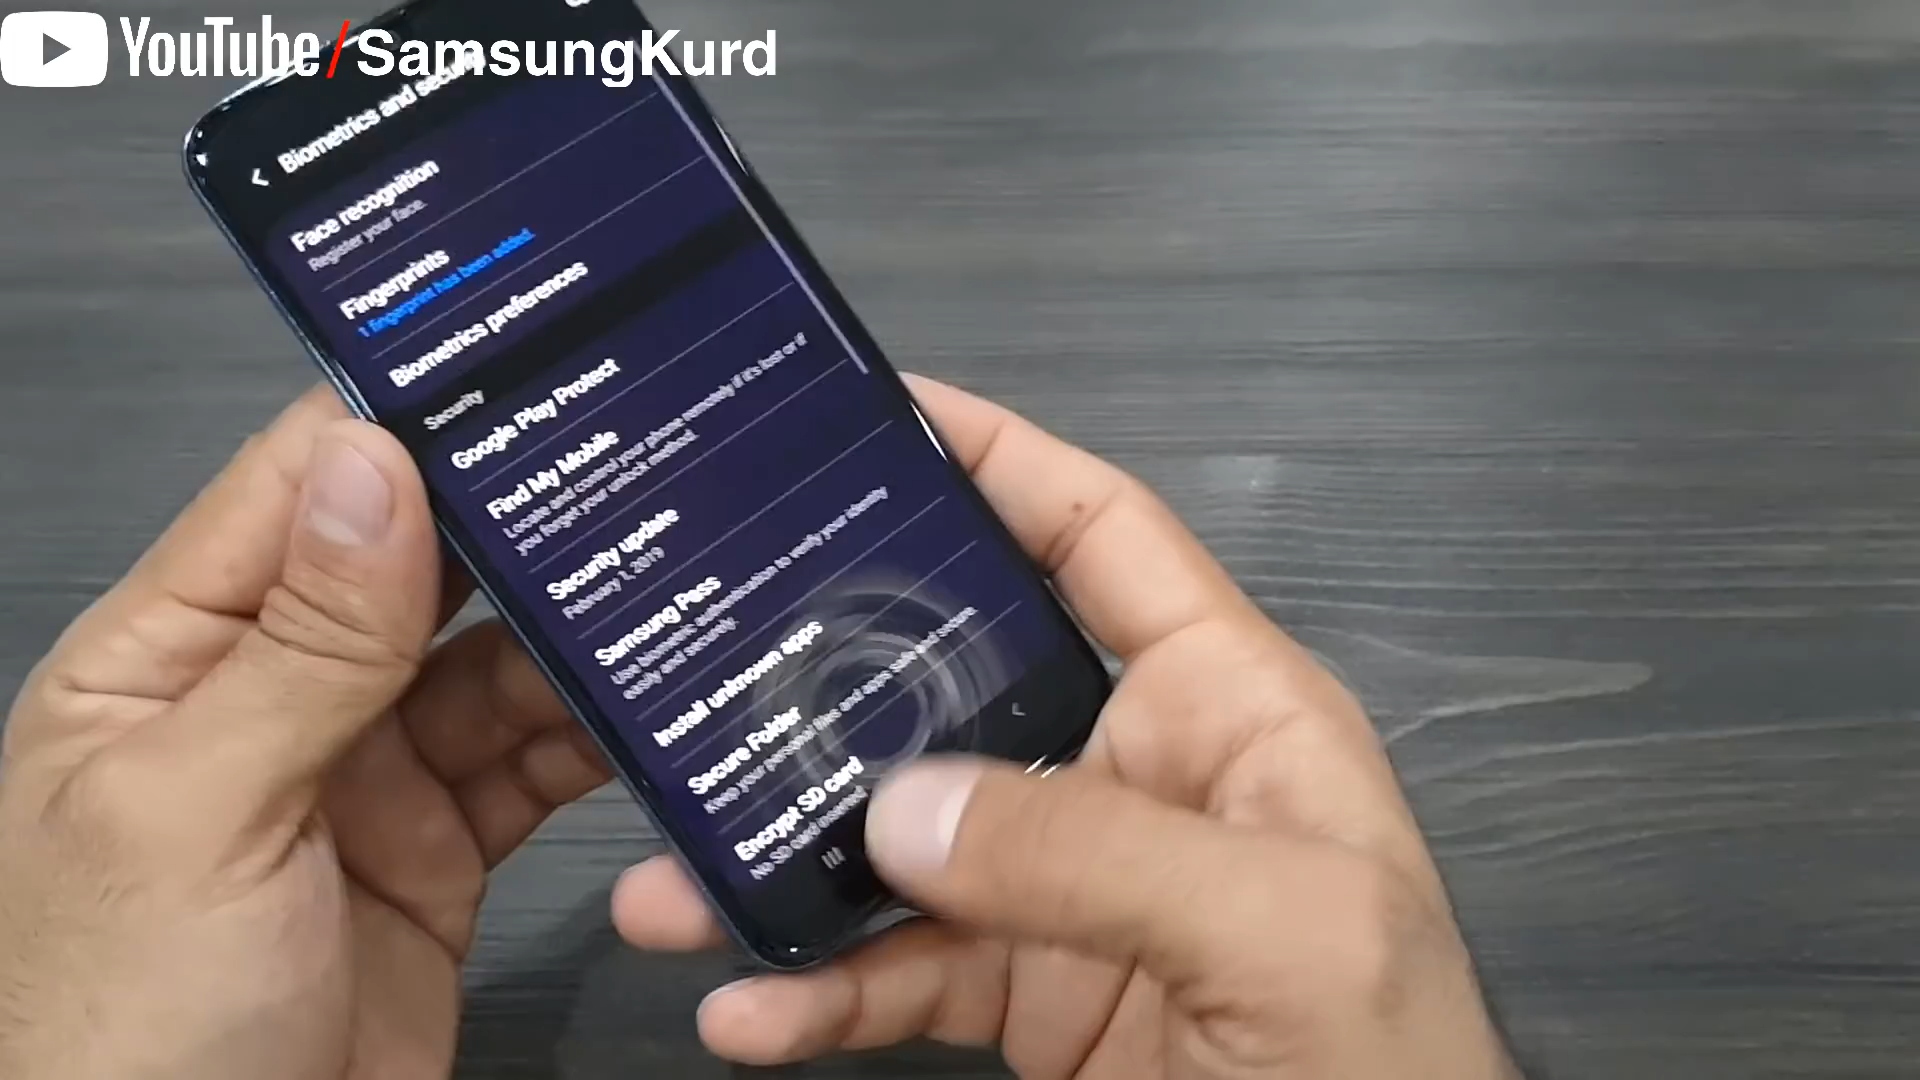 YouTube/SamsungKurd
Biometrics and security
Face recognition
Register your face.
Fingerprints
1 fingerprint has been added.
Biometrics preferences
Security
Google Play Protect
Find My Mobile
Locate and control your phone remotely if it's lost or if
you forget your unlock method.
Security update
February 1, 2019
Samsung Pass
Use biometric authentication to verify your identity
easily and securely.
Install unknown apps
Secure Folder
Keep your personal files and apps safe and secure.
Encrypt SD card
No SD card inserted.